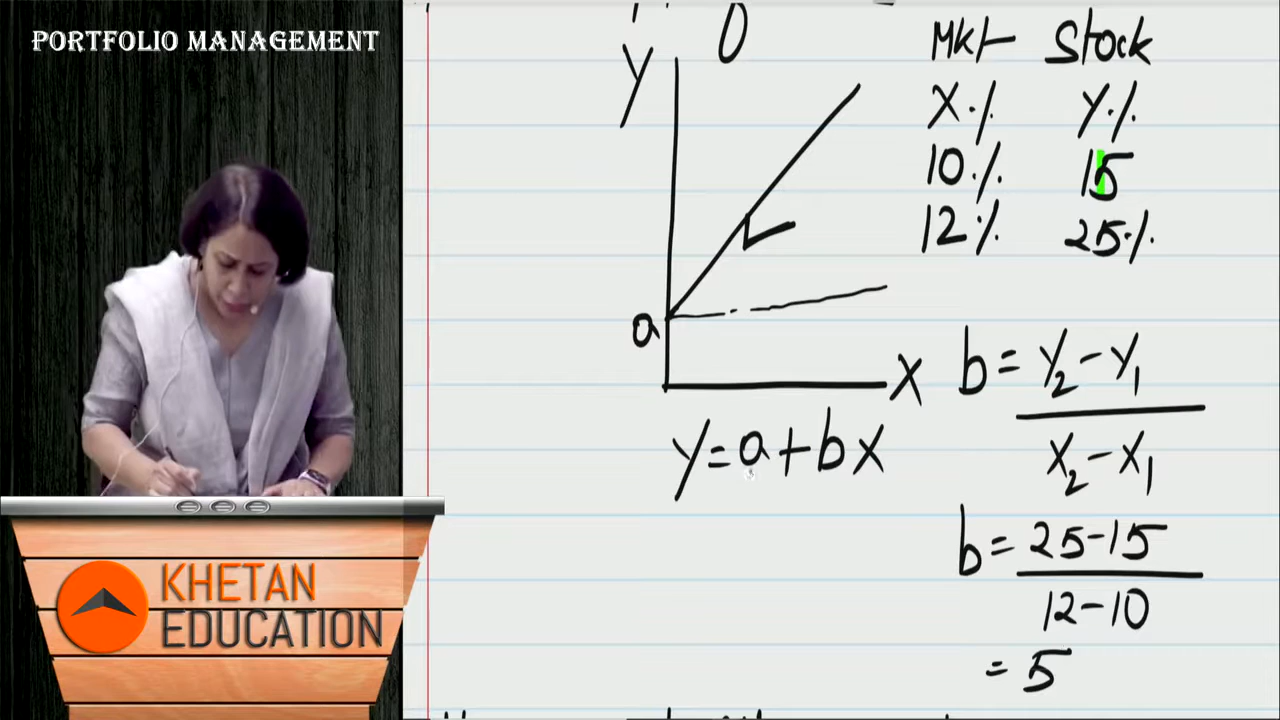 PORTFOLIO MANAGEMENT
KHETAN
EDUCATION
Y
a
X
y=a+bx
Mkt Stock
X% Y%
10% 15
12% 25%
b= Y2-Y1
X2-X1
b= 25-15
12-10
= 5